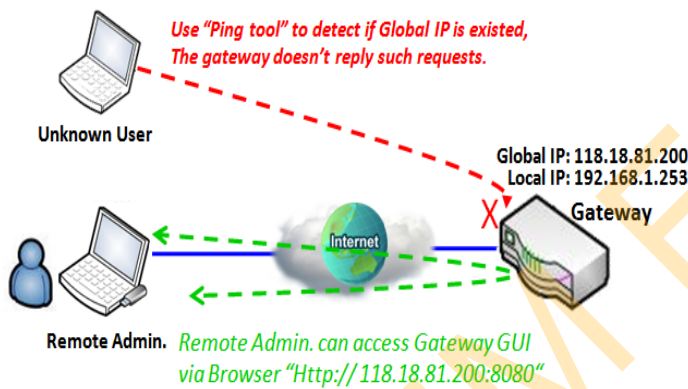 Use “Ping tool” to detect if Global IP is existed,
The gateway doesn’t reply such requests.
Unknown User
Global IP: 118.18.81.200
Local IP: 192.168.1.253
X
Gateway
Internet
Remote Admin.
Remote Admin. can access Gateway GUI
via Browser “Http:// 118.18.81.200:8080“